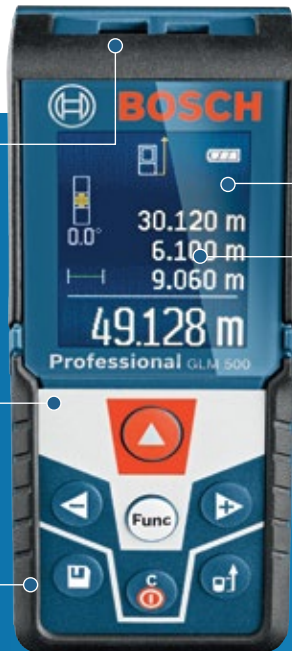 BOSCH
0.0°
30.120 m
6.100 m
9.060 m
49.128 m
Professional GLM 500
Func
C